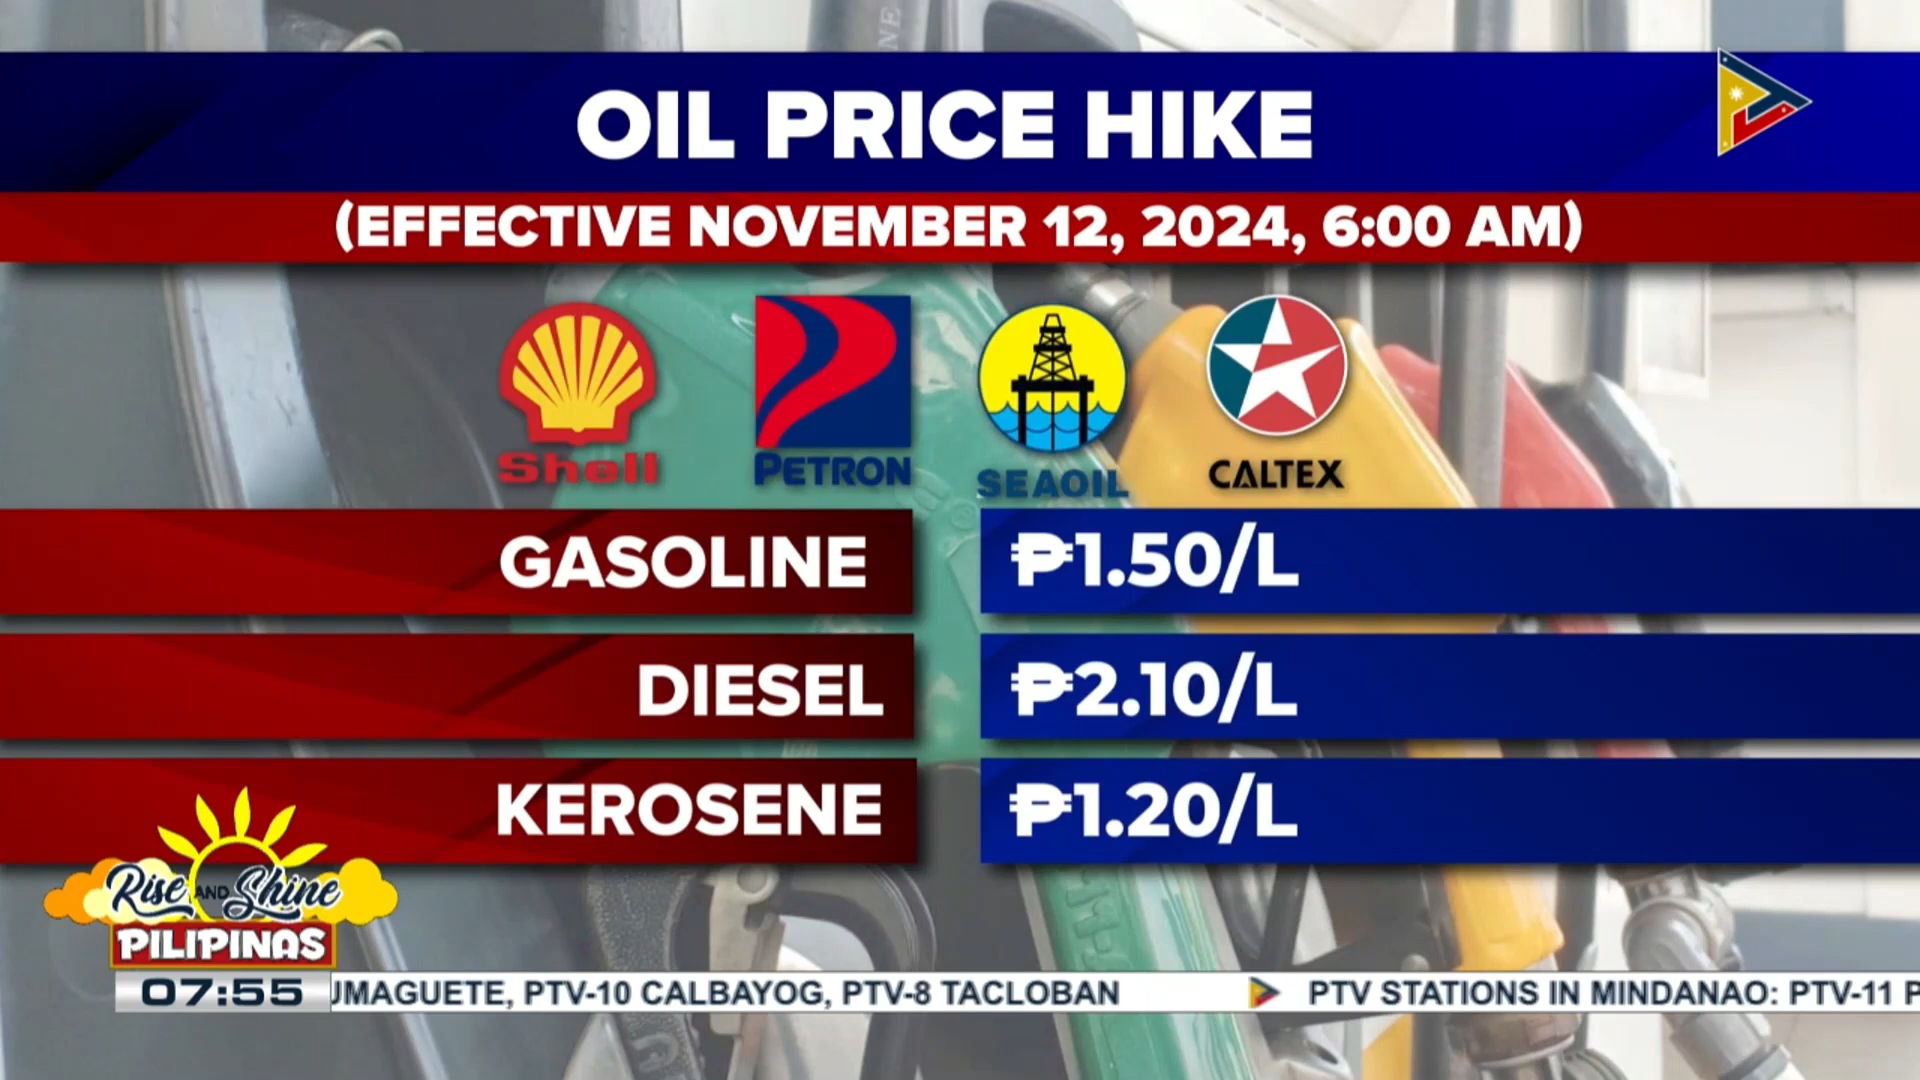 OIL PRICE HIKE
(EFFECTIVE NOVEMBER 12, 2024, 6:00 AM)
Shell
PETRON
SEAOIL
CALTEX
GASOLINE ₱1.50/L
DIESEL ₱2.10/L
KEROSENE ₱1.20/L
Rise AND Shine
PILIPINAS
07:55 UMAGUETE, PTV-10 CALBAYOG, PTV-8 TACLOBAN PTV STATIONS IN MINDANAO: PTV-11 P